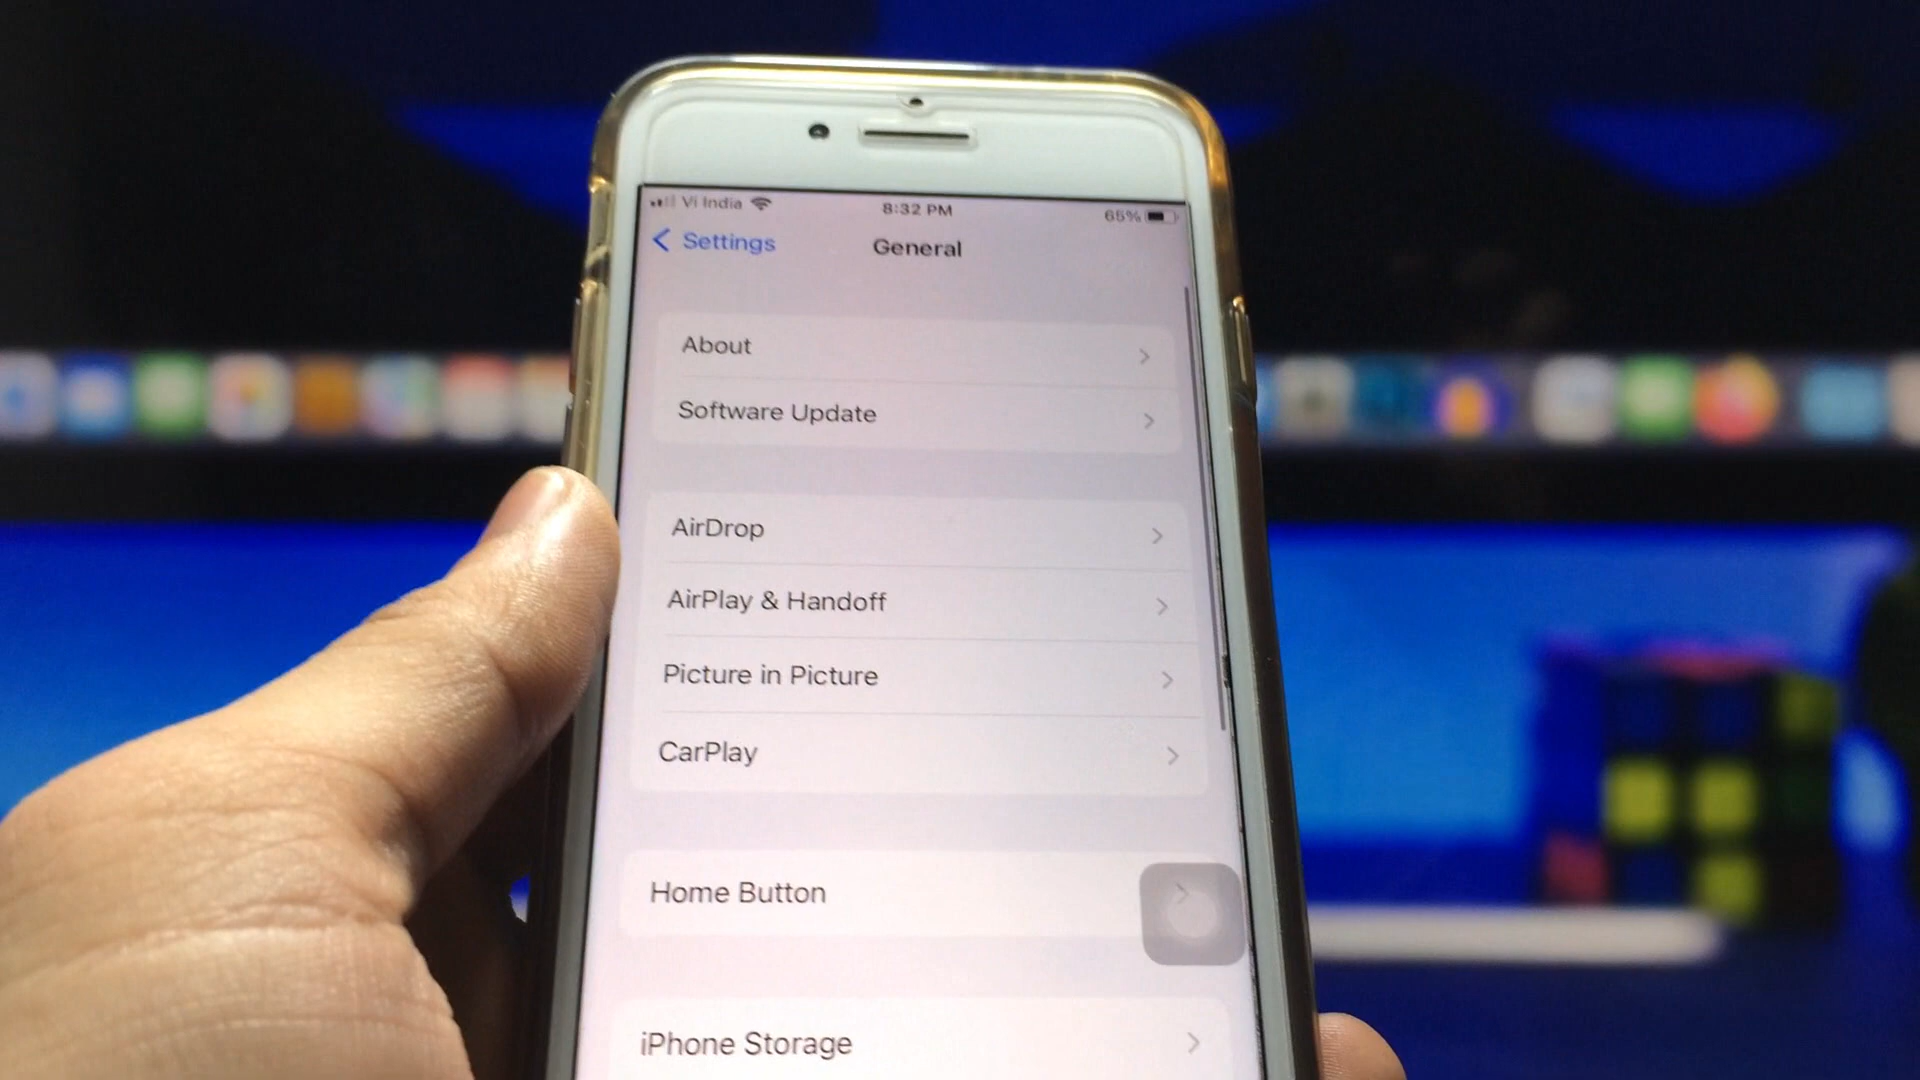 Vi India 8:32 PM 65%
Settings General
About
Software Update
AirDrop
AirPlay & Handoff
Picture in Picture
CarPlay
Home Button
iPhone Storage